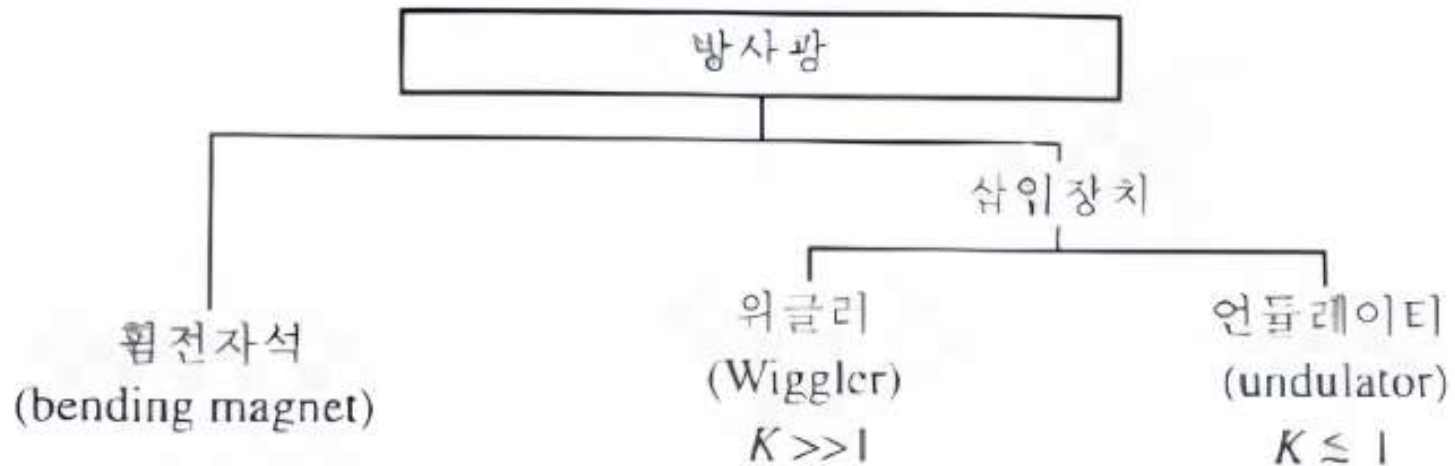 방사광
삽입장치
휨전자석
(bending magnet)
위글러
(Wiggler)
K >>1
언듈레이터
(undulator)
K ≤ 1